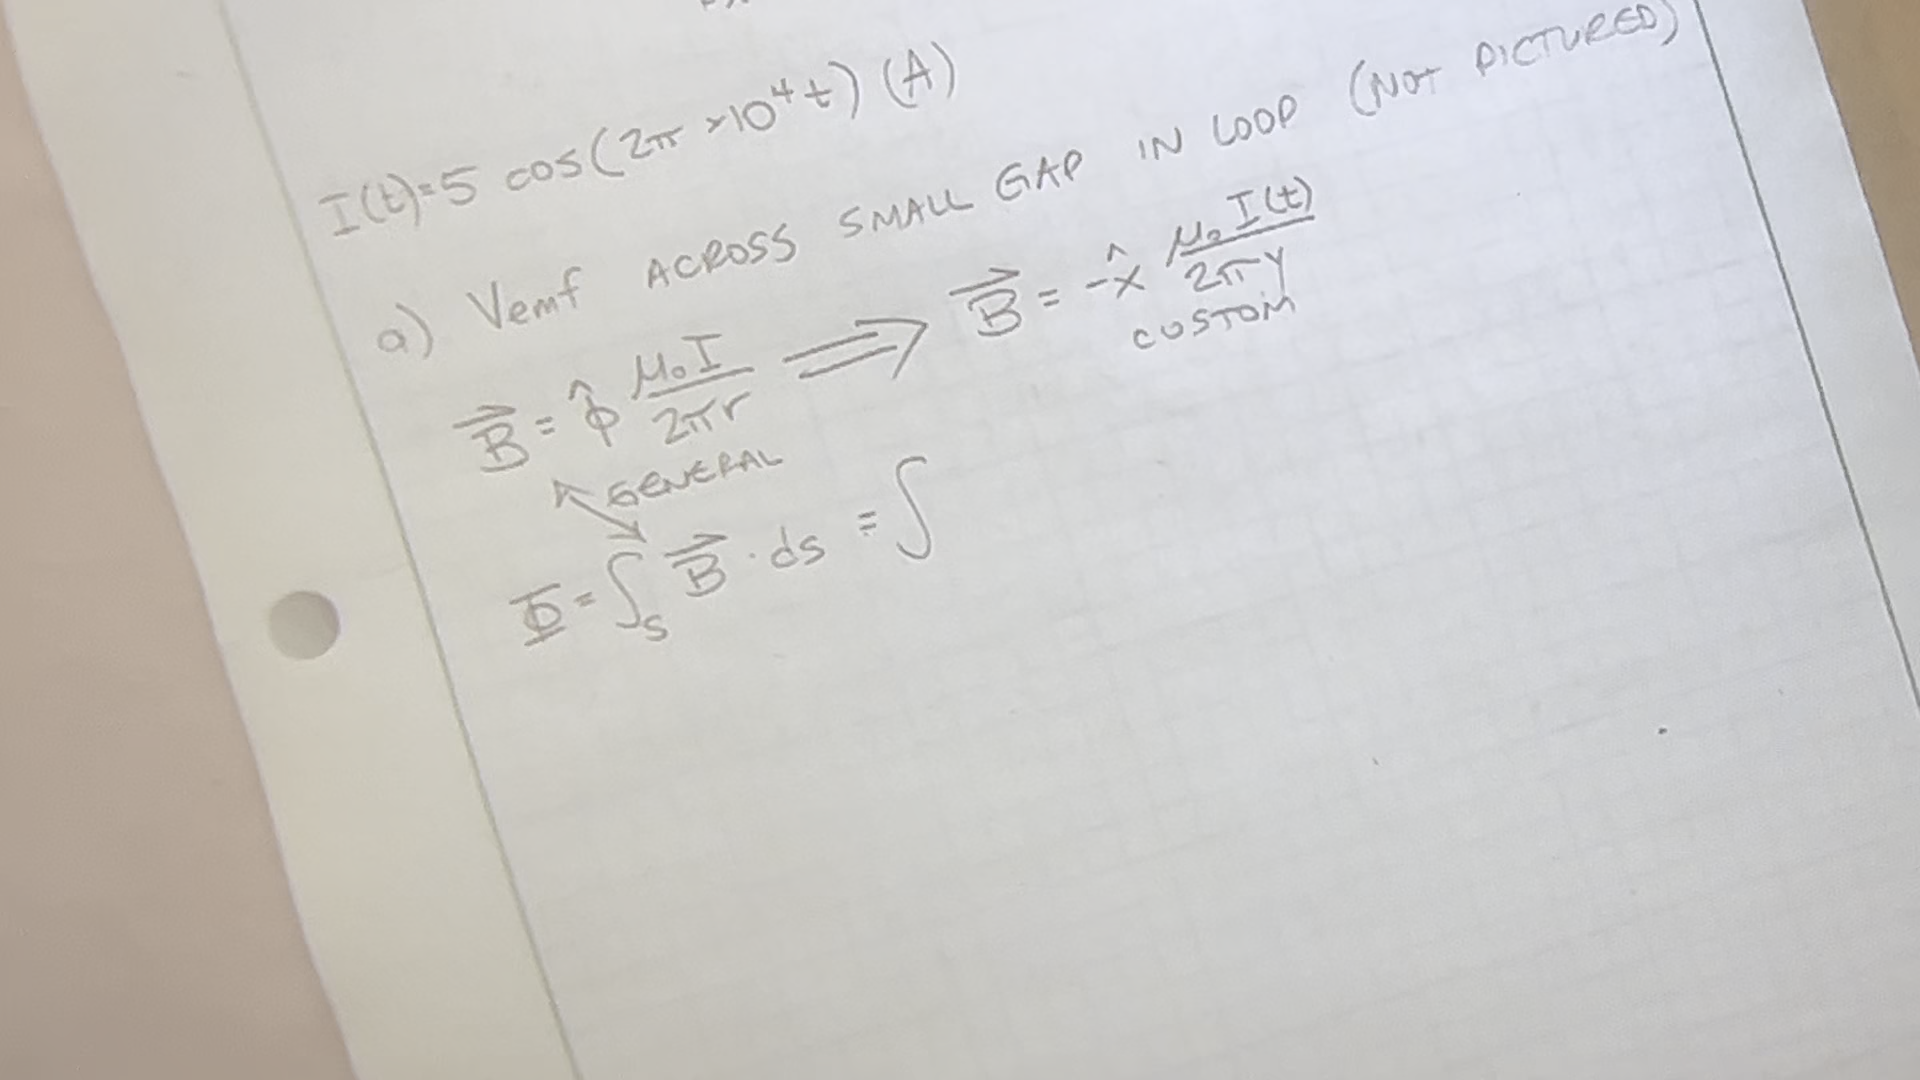 I(t)=5 cos(2π ×10⁴t) (A)
a) Vemf ACROSS SMALL GAP IN LOOP (NOT PICTURED)
B⃗ = φ̂ μ₀I/2πr ⟹ B⃗ = -x̂ μ₀I(t)/2πy
GENERAL CUSTOM
Φ = ∫ₛ B⃗ · ds = ∫